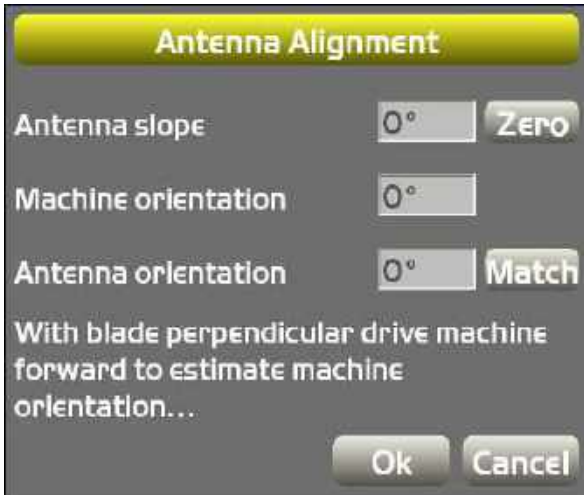 Antenna Alignment
Antenna slope 0° Zero
Machine orientation 0°
Antenna orientation 0° Match
With blade perpendicular drive machine
forward to estimate machine
orientation...
Ok Cancel